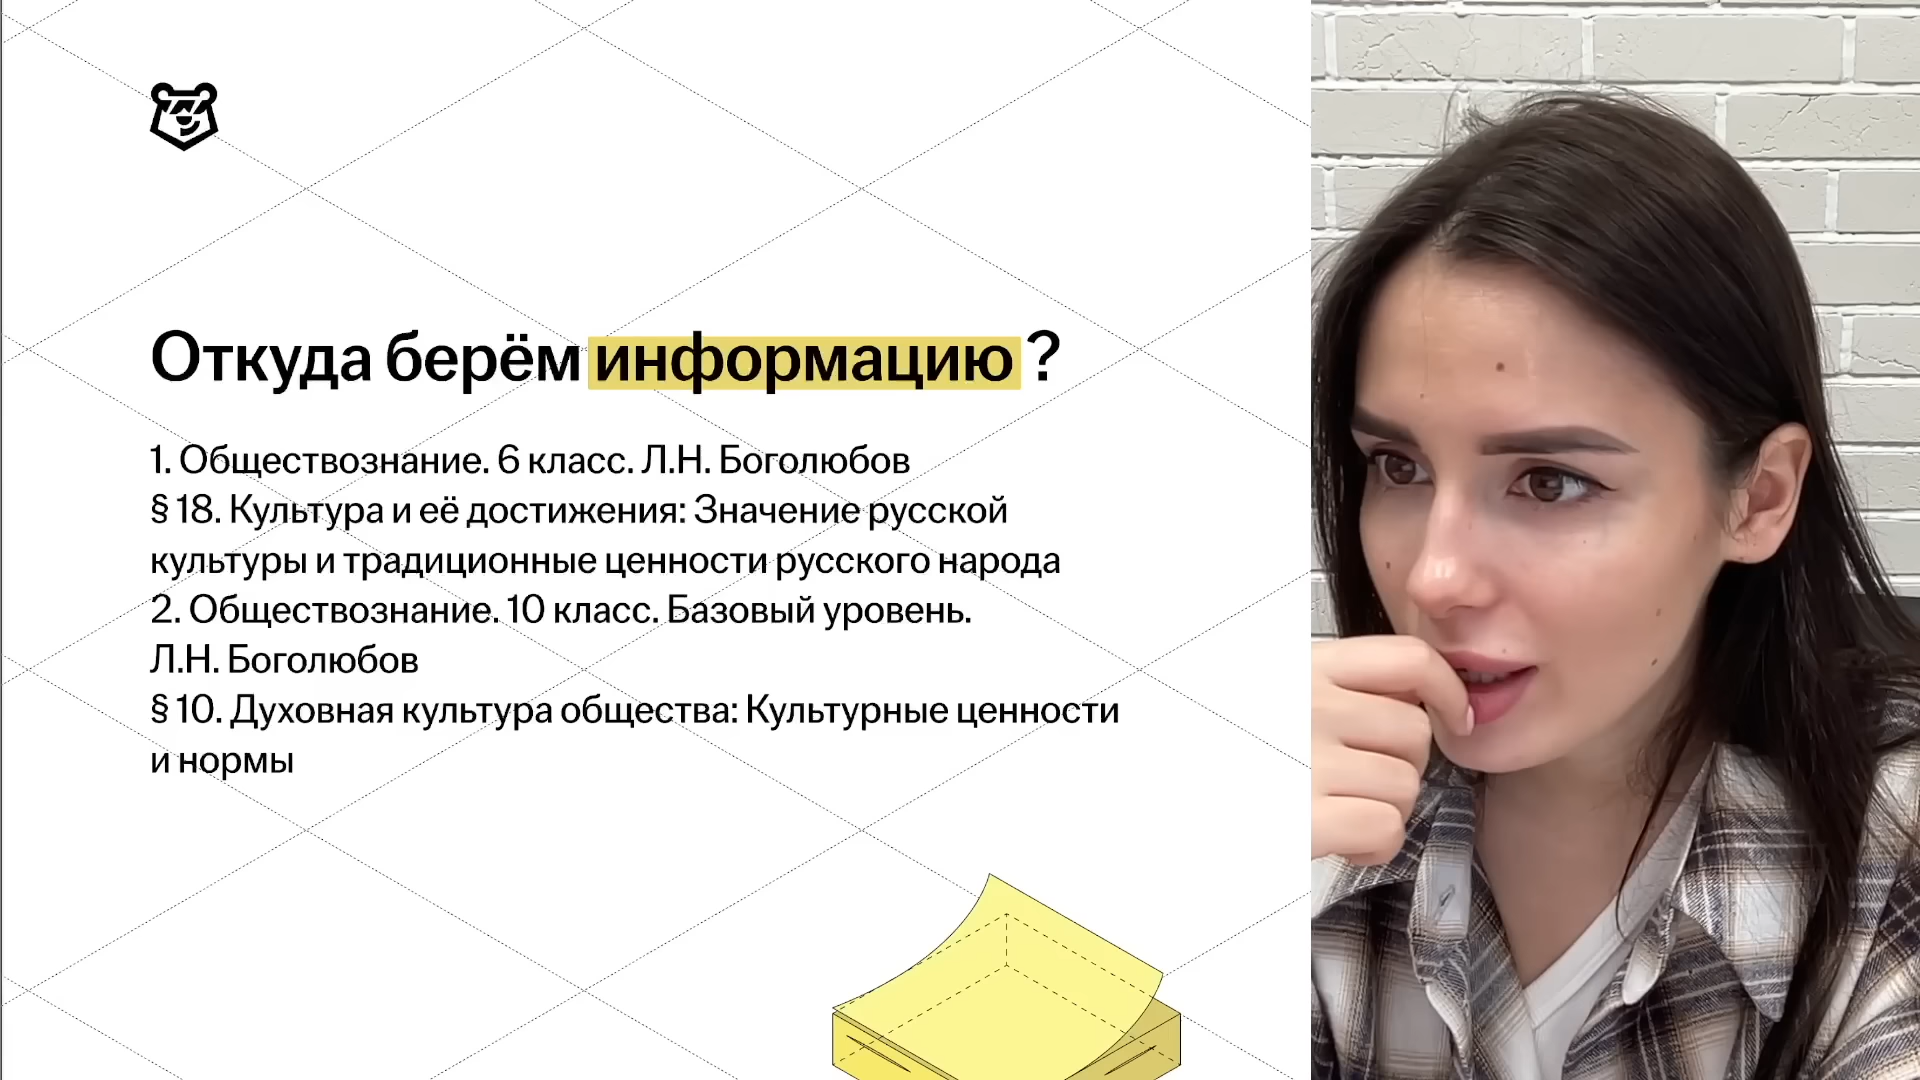 Откуда берём информацию?
1. Обществознание. 6 класс. Л.Н. Боголюбов
§ 18. Культура и её достижения: Значение русской
культуры и традиционные ценности русского народа
2. Обществознание. 10 класс. Базовый уровень.
Л.Н. Боголюбов
§ 10. Духовная культура общества: Культурные ценности
и нормы